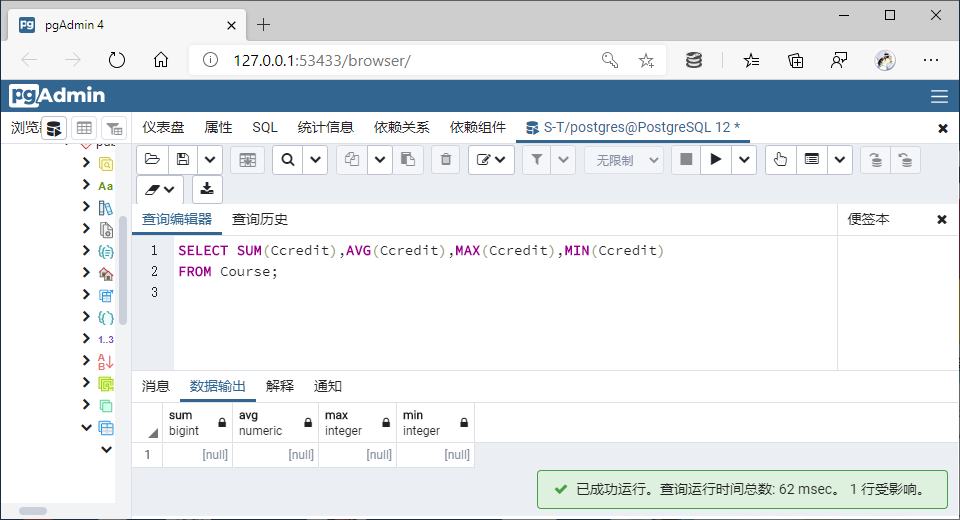 pgAdmin 4
127.0.0.1:53433/browser/
pgAdmin
浏览器 仪表盘 属性 SQL 统计信息 依赖关系 依赖组件 S-T/postgres@PostgreSQL 12 *
无限制
Aa
1..3
A
B
查询编辑器 查询历史 便签本
1 SELECT SUM(Ccredit),AVG(Ccredit),MAX(Ccredit),MIN(Ccredit)
2 FROM Course;
3
消息 数据输出 解释 通知
sum avg max min
bigint numeric integer integer
1 [null] [null] [null] [null]
已成功运行。查询运行时间总数: 62 msec。 1 行受影响。